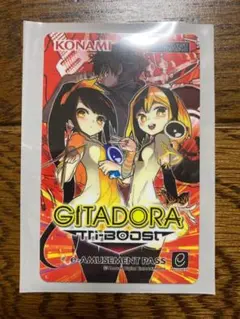 KONAMI
GITADORA
Tri-Boost
e-AMUSEMENT PASS